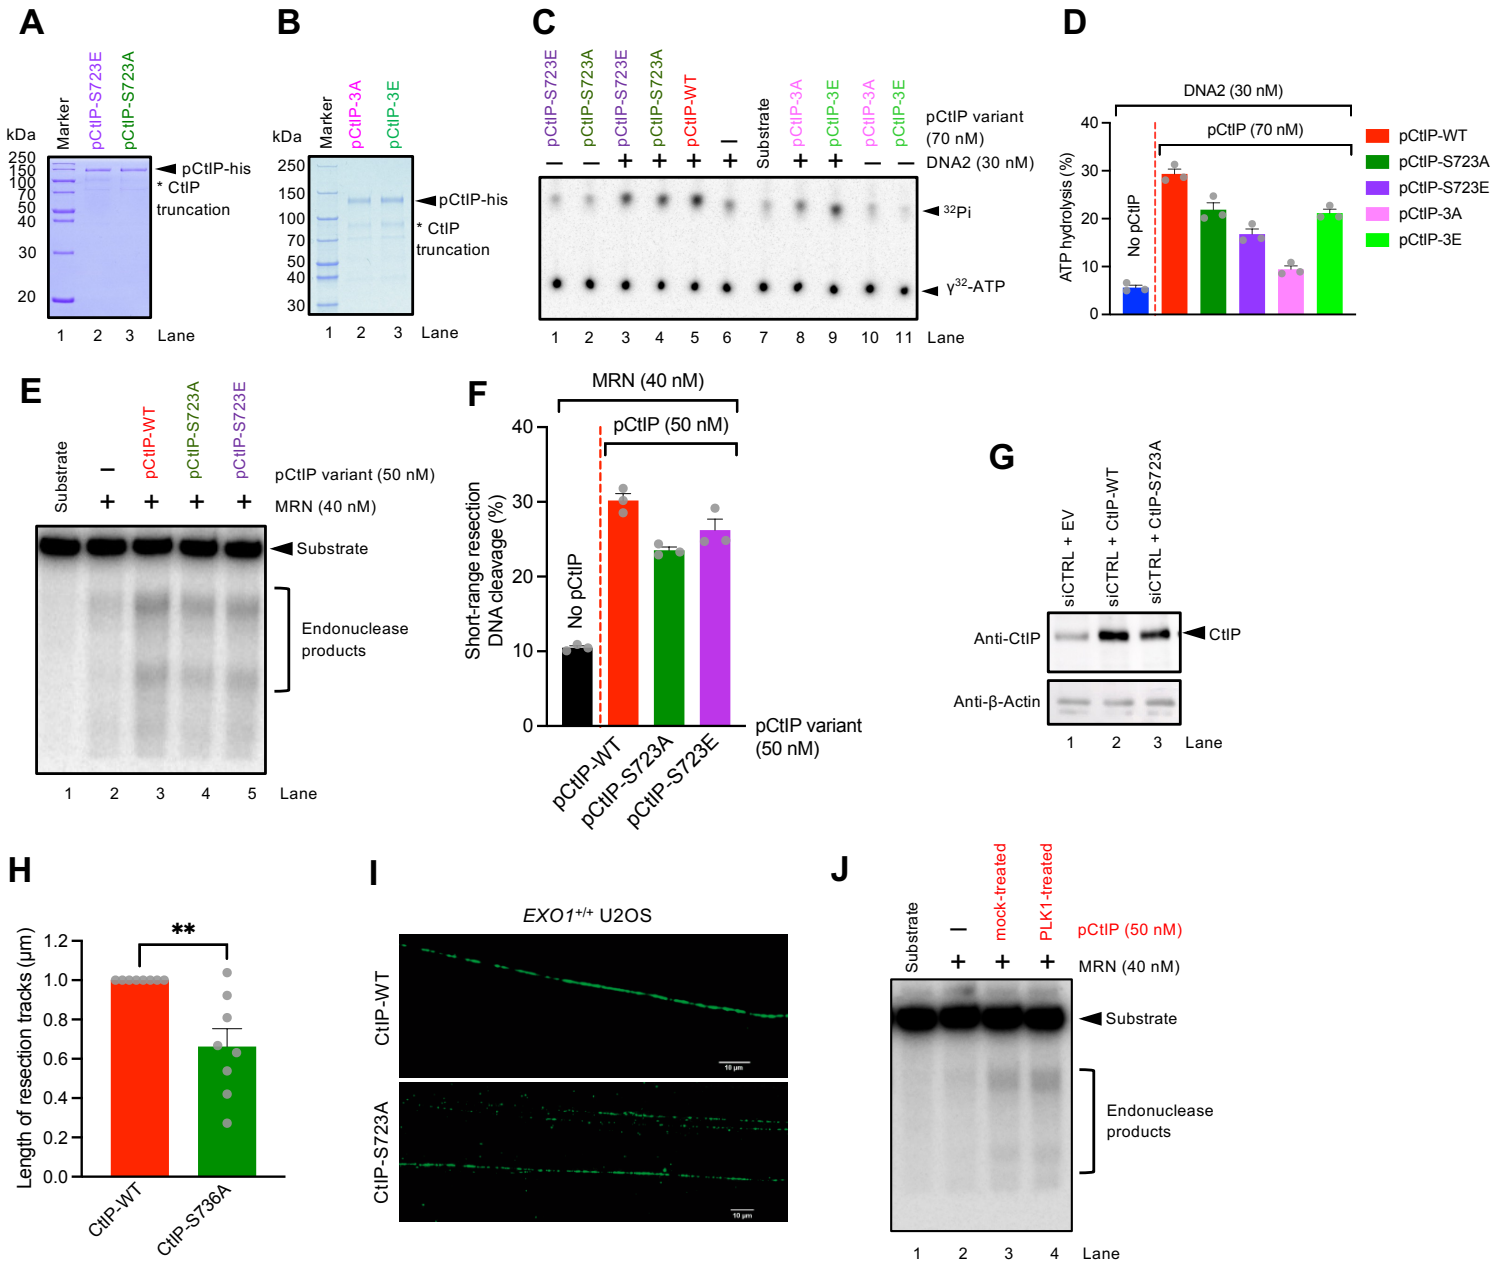 A
kDa
Marker
pCtIP-S723E
pCtIP-S723A
250
150
100
70
50
40
30
20
pCtIP-his
* CtIP
truncation
1 2 3 Lane
B
kDa
Marker
pCtIP-3A
pCtIP-3E
250
150
100
70
50
40
30
pCtIP-his
* CtIP
truncation
1 2 3 Lane
C
pCtIP-S723E
pCtIP-S723A
pCtIP-S723E
pCtIP-S723A
pCtIP-WT
–
Substrate
pCtIP-3A
pCtIP-3E
pCtIP-3A
pCtIP-3E
pCtIP variant
(70 nM)
– – + + + + + + – – DNA2 (30 nM)
³²Pi
γ³²-ATP
1 2 3 4 5 6 7 8 9 10 11 Lane
D
DNA2 (30 nM)
pCtIP (70 nM)
No pCtIP
ATP hydrolysis (%)
40
30
20
10
0
pCtIP-WT
pCtIP-S723A
pCtIP-S723E
pCtIP-3A
pCtIP-3E
E
Substrate
–
pCtIP-WT
pCtIP-S723A
pCtIP-S723E
pCtIP variant (50 nM)
+ + + + MRN (40 nM)
Substrate
Endonuclease
products
1 2 3 4 5 Lane
F
MRN (40 nM)
pCtIP (50 nM)
No pCtIP
Short-range resection
DNA cleavage (%)
40
30
20
10
0
pCtIP-WT
pCtIP-S723A
pCtIP-S723E
pCtIP variant
(50 nM)
G
siCTRL + EV
siCTRL + CtIP-WT
siCTRL + CtIP-S723A
Anti-CtIP
CtIP
Anti-β-Actin
1 2 3 Lane
H
Length of resection tracks (μm)
1.2
1.0
0.8
0.6
0.4
0.2
0.0
**
CtIP-WT
CtIP-S736A
I
EXO1⁺/⁺ U2OS
CtIP-WT
10 μm
CtIP-S723A
10 μm
J
Substrate
–
mock-treated
PLK1-treated
pCtIP (50 nM)
+ + + MRN (40 nM)
Substrate
Endonuclease
products
1 2 3 4 Lane